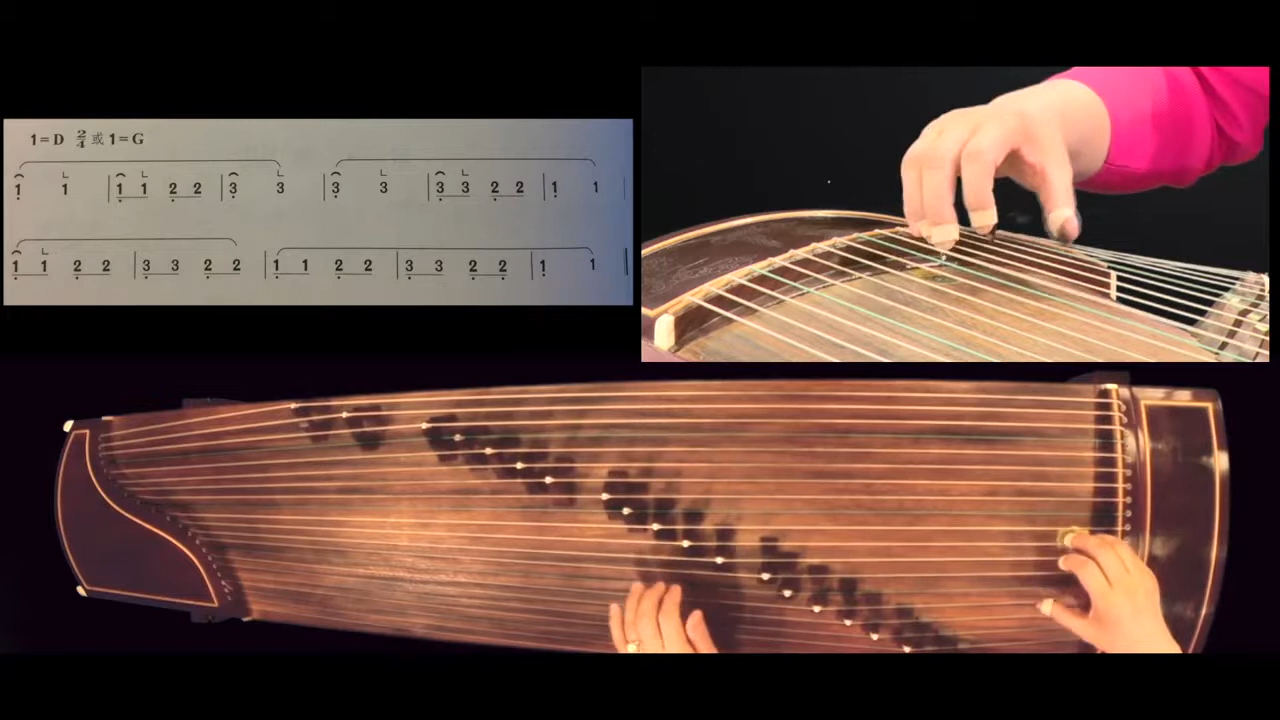 1=D 2/4 或 1=G
1̣ 1 | 1̣ 1 2̣ 2 | 3̣ 3 | 3̣ 3 | 3̣ 3 2̣ 2 | 1̣ 1 |
1̣ 1 2̣ 2 | 3̣ 3 2̣ 2 | 1̣ 1 2̣ 2 | 3̣ 3 2̣ 2 | 1̣ 1 ‖